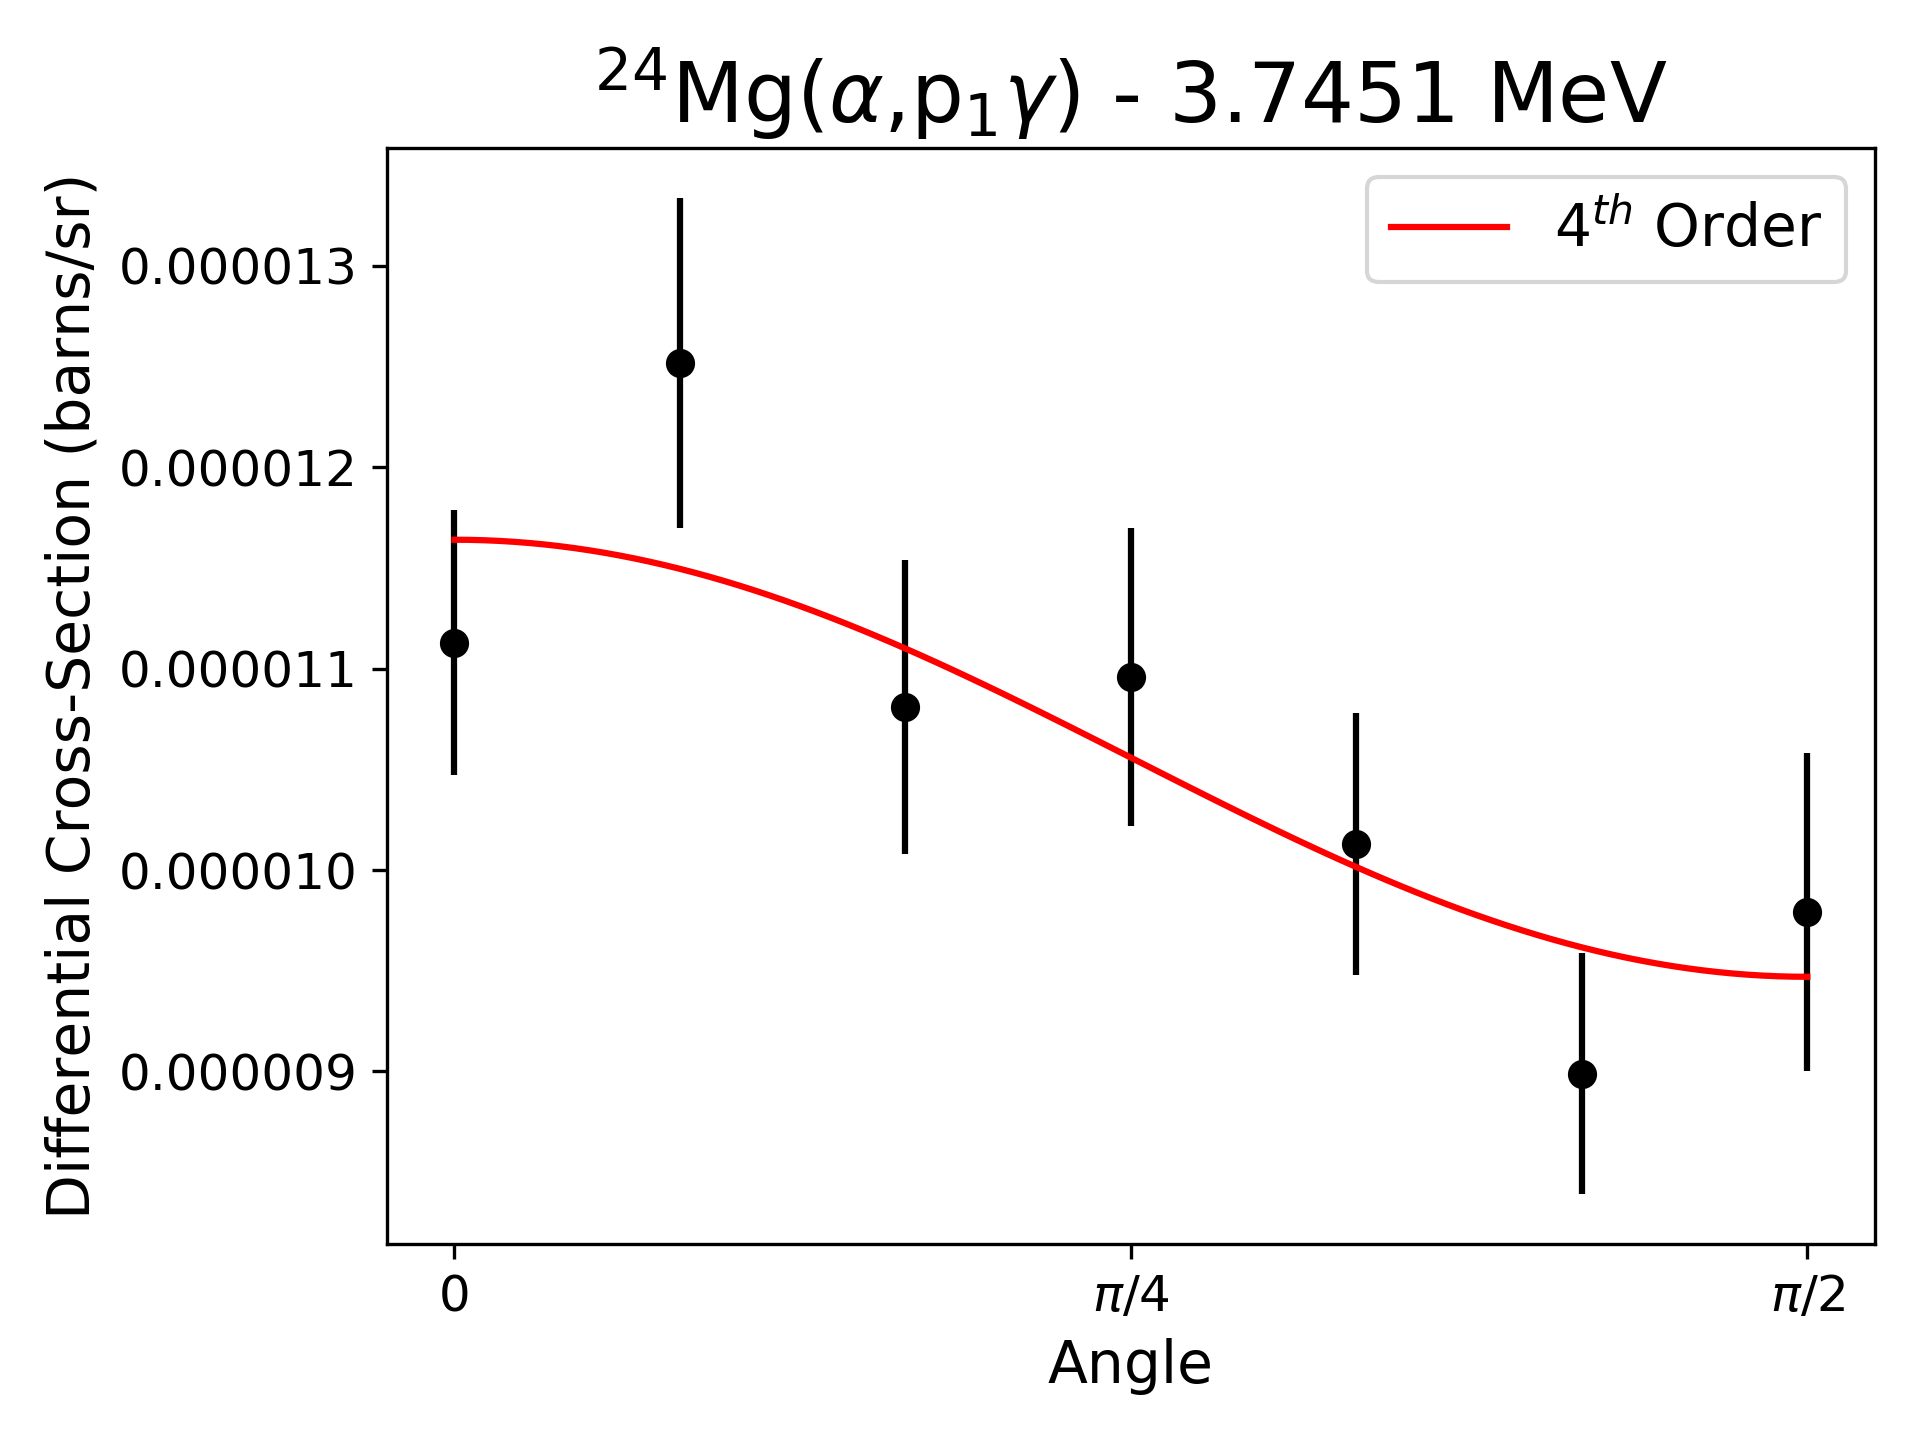 ²⁴Mg(α,p₁γ) - 3.7451 MeV
4ᵗʰ Order
Differential Cross-Section (barns/sr)
0.000013
0.000012
0.000011
0.000010
0.000009
0 π/4 π/2
Angle